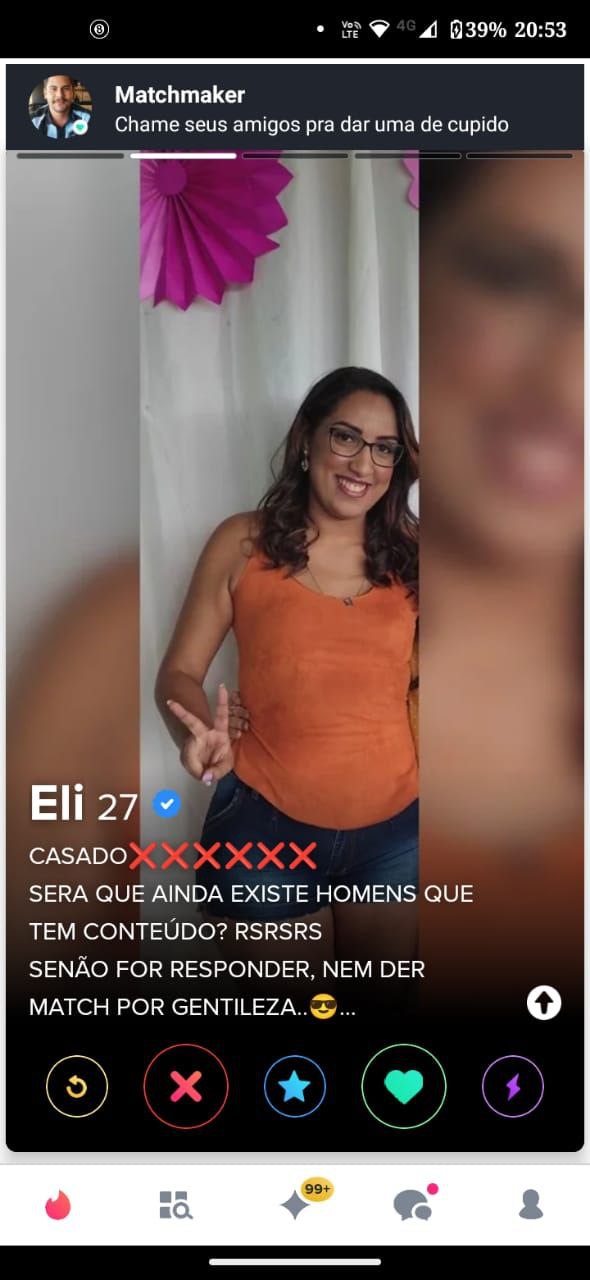 Vo))
LTE
4G
39% 20:53
Matchmaker
Chame seus amigos pra dar uma de cupido
Eli 27
CASADO❌❌❌❌❌❌
SERA QUE AINDA EXISTE HOMENS QUE
TEM CONTEÚDO? RSRSRS
SENÃO FOR RESPONDER, NEM DER
MATCH POR GENTILEZA..😎...
99+